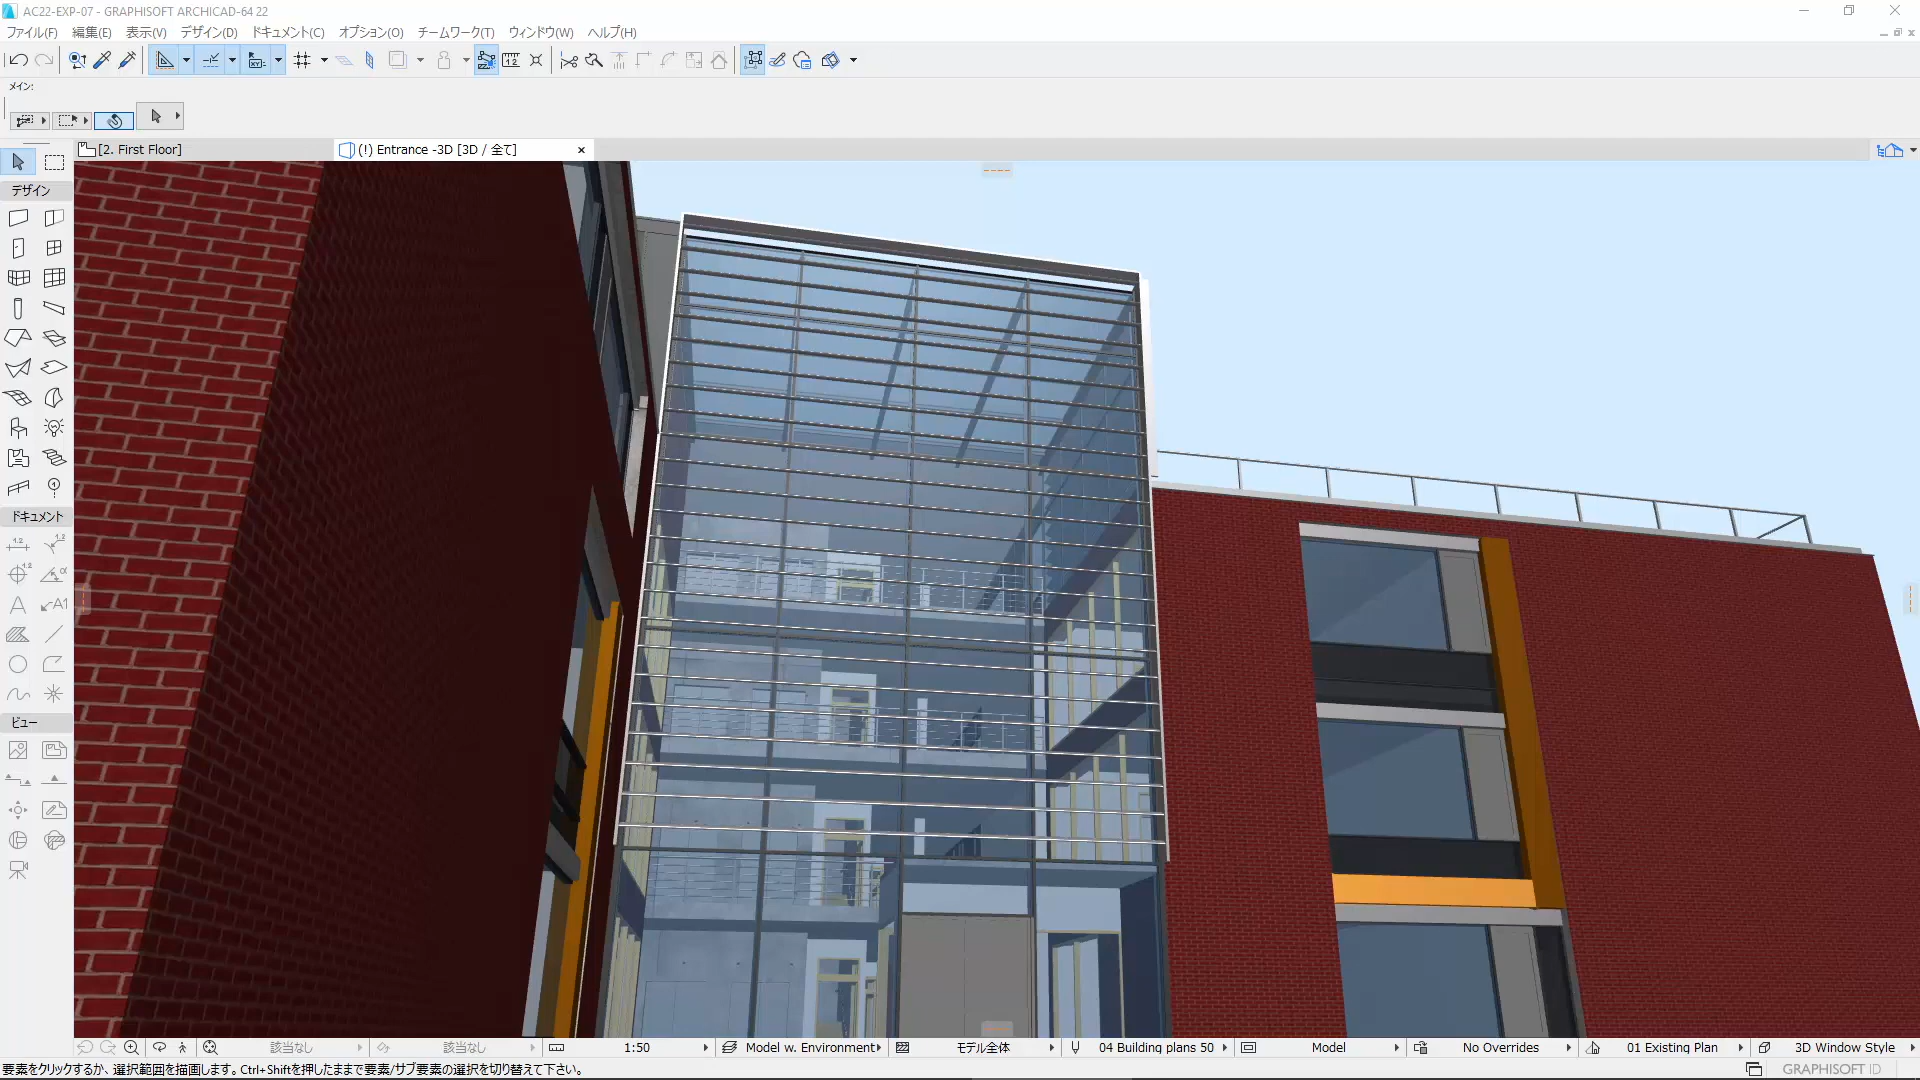 AC22-EXP-07 - GRAPHISOFT ARCHICAD-64 22
ファイル(F) 編集(E) 表示(V) デザイン(D) ドキュメント(C) オプション(O) チームワーク(T) ウィンドウ(W) ヘルプ(H)
メイン:
[2. First Floor]
(!) Entrance -3D [3D / 全て]
デザイン
ドキュメント
ビュー
該当なし
該当なし
1:50
Model w. Environment
モデル全体
04 Building plans 50
Model
No Overrides
01 Existing Plan
3D Window Style
要素をクリックするか、選択範囲を描画します。Ctrl+Shiftを押したままで要素/サブ要素の選択を切り替えて下さい。
GRAPHISOFT ID